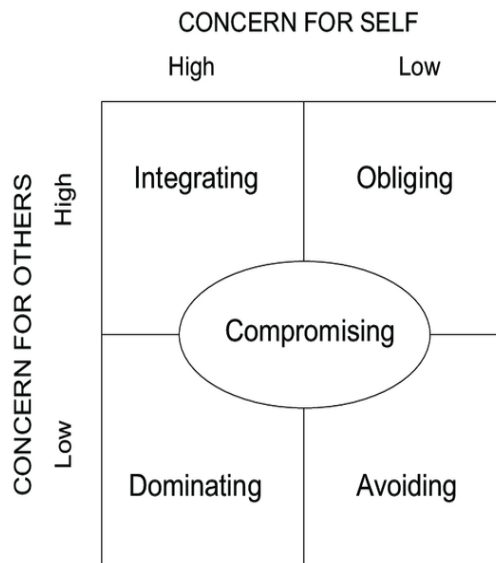 CONCERN FOR SELF
High Low
CONCERN FOR OTHERS
High
Integrating Obliging
Compromising
Low
Dominating Avoiding